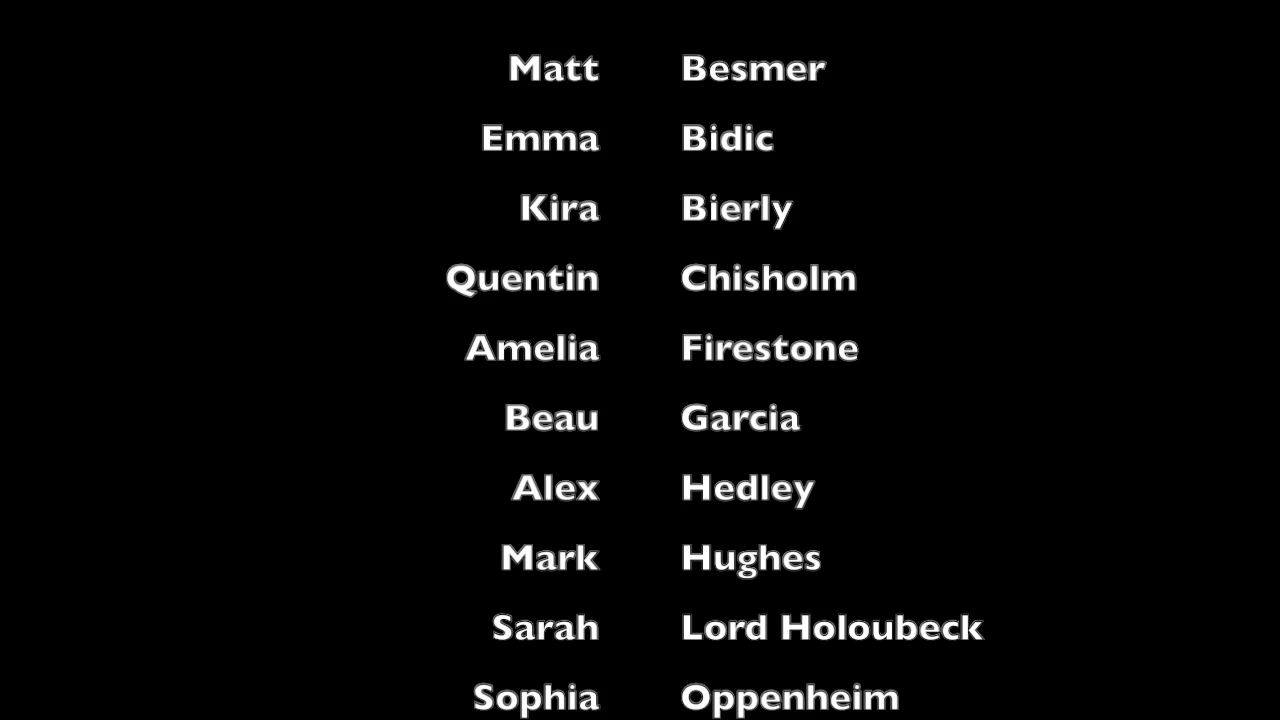 Matt Besmer
Emma Bidic
Kira Bierly
Quentin Chisholm
Amelia Firestone
Beau Garcia
Alex Hedley
Mark Hughes
Sarah Lord Holoubeck
Sophia Oppenheim